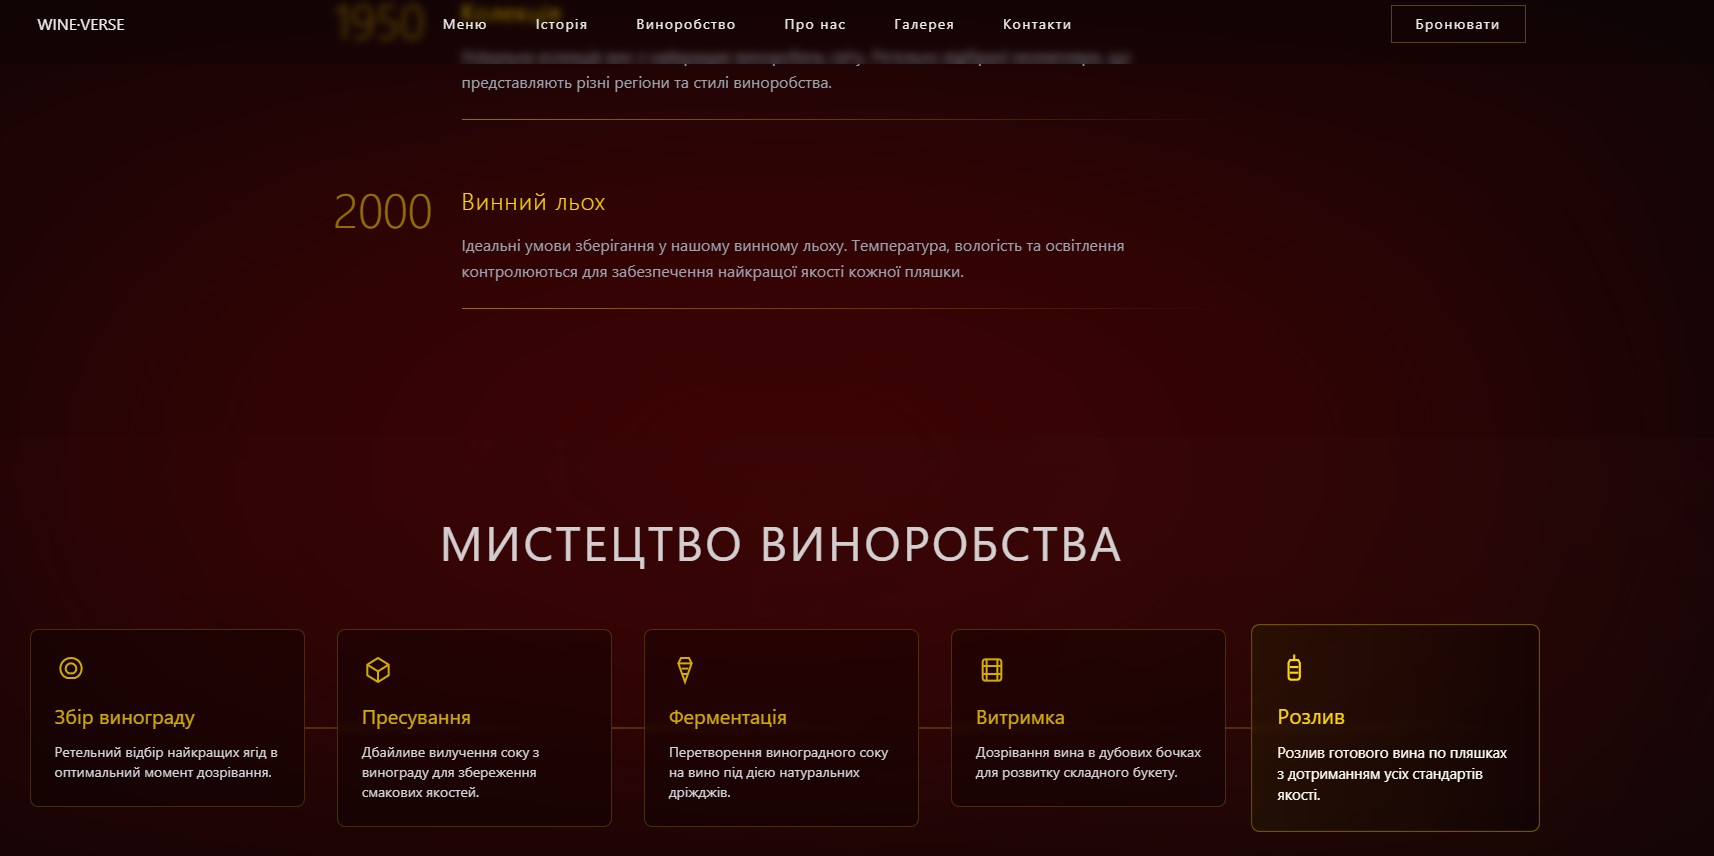 WINE·VERSE
Меню
Історія
Виноробство
Про нас
Галерея
Контакти
Бронювати
1950
Колекція
представляють різні регіони та стилі виноробства.
2000
Винний льох
Ідеальні умови зберігання у нашому винному льоху. Температура, вологість та освітлення
контролюються для забезпечення найкращої якості кожної пляшки.
МИСТЕЦТВО ВИНОРОБСТВА
Збір винограду
Ретельний відбір найкращих ягід в
оптимальний момент дозрівання.
Пресування
Дбайливе вилучення соку з
винограду для збереження
смакових якостей.
Ферментація
Перетворення виноградного соку
на вино під дією натуральних
дріжджів.
Витримка
Дозрівання вина в дубових бочках
для розвитку складного букету.
Розлив
Розлив готового вина по пляшках
з дотриманням усіх стандартів
якості.